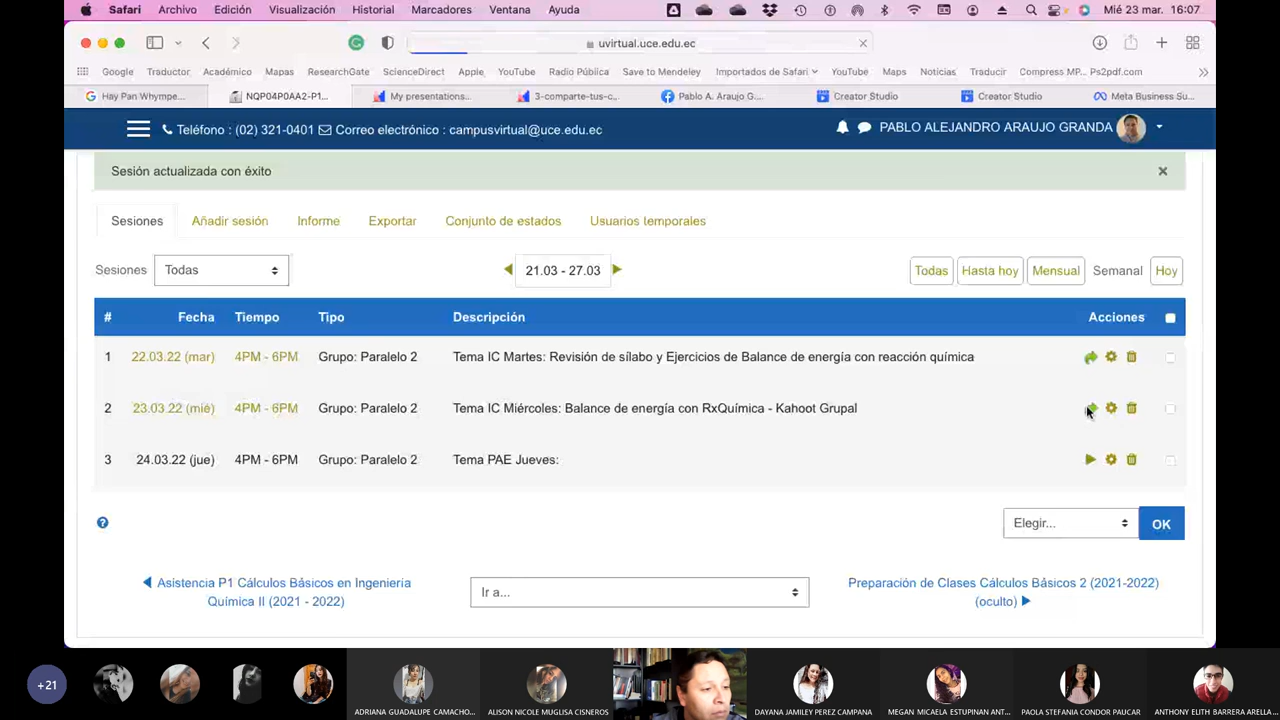 Safari Archivo Edición Visualización Historial Marcadores Ventana Ayuda Mié 23 mar. 16:07
uvirtual.uce.edu.ec
Google Traductor Académico Mapas ResearchGate ScienceDirect Apple YouTube Radio Pública Save to Mendeley Importados de Safari YouTube Maps Noticias Traducir Compress MP... Ps2pdf.com
Hay Pan Whympe... NQP04P0AA2-P1... My presentations... 3-comparte-tus-c... Pablo A. Araujo G... Creator Studio Creator Studio Meta Business Su...
Teléfono : (02) 321-0401 Correo electrónico : campusvirtual@uce.edu.ec PABLO ALEJANDRO ARAUJO GRANDA
Sesión actualizada con éxito ×
Sesiones Añadir sesión Informe Exportar Conjunto de estados Usuarios temporales
Sesiones Todas 21.03 - 27.03 Todas Hasta hoy Mensual Semanal Hoy
# Fecha Tiempo Tipo Descripción Acciones
1 22.03.22 (mar) 4PM - 6PM Grupo: Paralelo 2 Tema IC Martes: Revisión de sílabo y Ejercicios de Balance de energía con reacción química
2 23.03.22 (mié) 4PM - 6PM Grupo: Paralelo 2 Tema IC Miércoles: Balance de energía con RxQuímica - Kahoot Grupal
3 24.03.22 (jue) 4PM - 6PM Grupo: Paralelo 2 Tema PAE Jueves:
? Elegir... OK
Asistencia P1 Cálculos Básicos en Ingeniería Química II (2021 - 2022)
Ir a...
Preparación de Clases Cálculos Básicos 2 (2021-2022) (oculto)
+21 ADRIANA GUADALUPE CAMACHO... ALISON NICOLE MUGLISA CISNEROS DAYANA JAMILEY PEREZ CAMPANA MEGAN MICAELA ESTUPINAN ANT... PAOLA STEFANIA CONDOR PAUCAR ANTHONY ELITH BARRERA ARELLA...